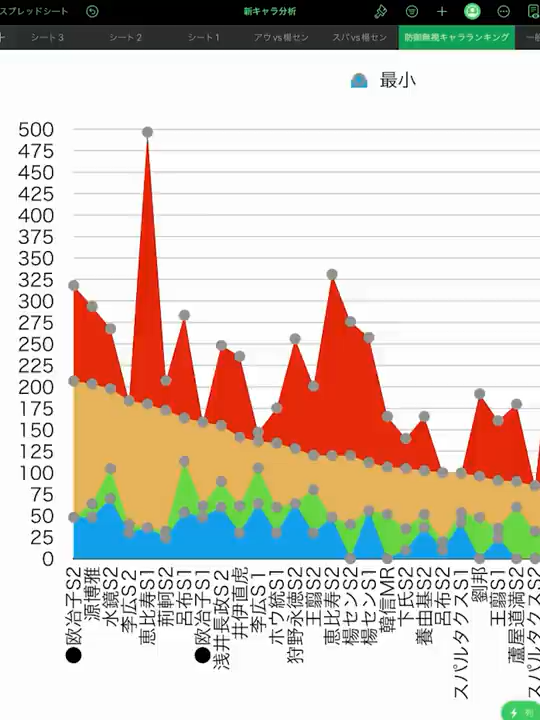 スプレッドシート
新キャラ分析
シート3
シート2
シート1
アウvs楊セン
スパvs楊セン
防御無視キャラランキング
最小
500
475
450
425
400
375
350
325
300
275
250
225
200
175
150
125
100
75
50
25
0
●欧冶子S2
源博雅
水鏡S2
李広S2
恵比寿S1
荊軻S2
呂布S1
●欧冶子S1
浅井長政S2
井伊直虎
李広S1
ホウ統S1
狩野永徳S2
王翦S2
恵比寿S2
楊センS2
楊センS1
韓信MR
卞氏S2
養由基S2
呂布S2
スパルタクスS1
劉邦
王翦S1
蘆屋道満S2
スパルタクスS2
列